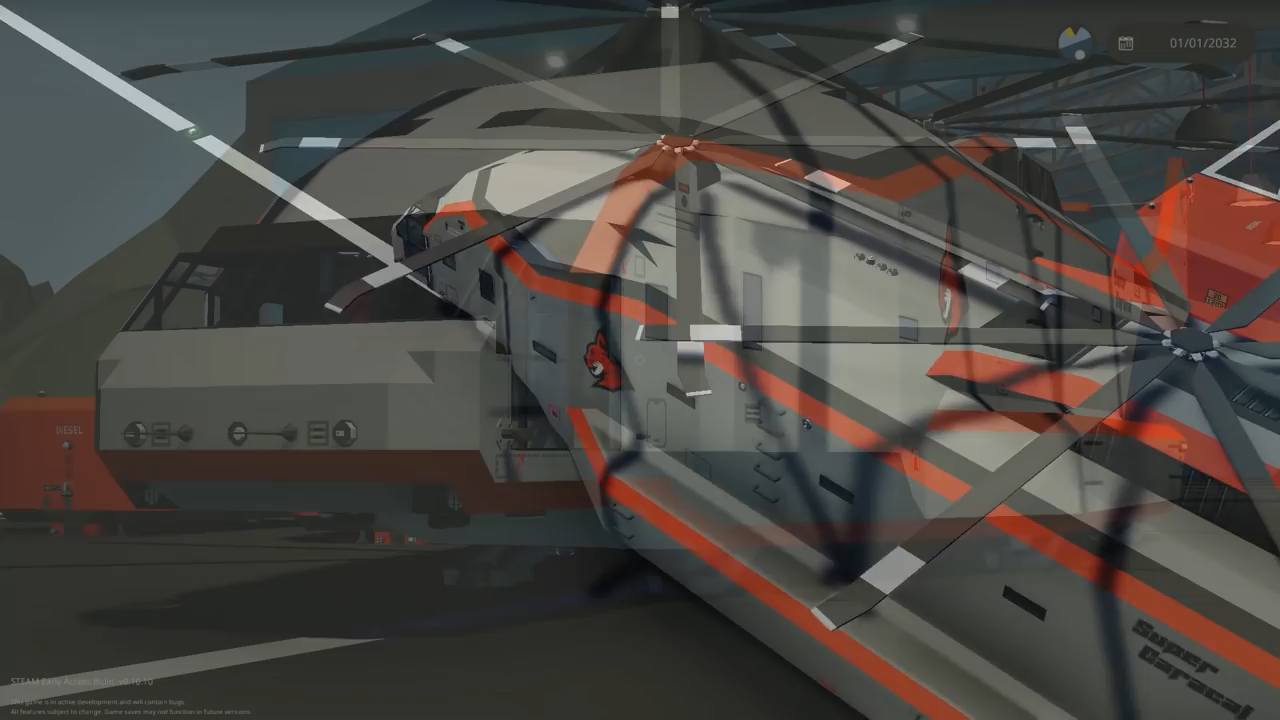 01/01/2032
DIESEL
Super
Caracal
STEAM Early Access Build: v0.10.10
This game is in active development and will contain bugs.
All features subject to change. Game saves may not function in future versions.